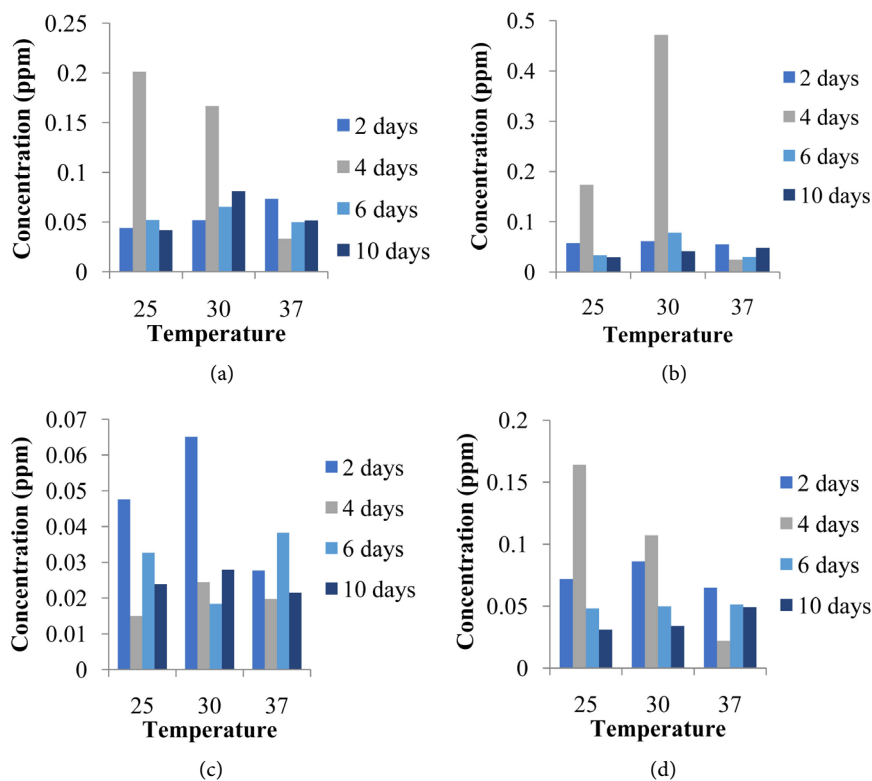 0.25
0.2
0.15
0.1
0.05
0
Concentration (ppm)
25 30 37
Temperature
2 days
4 days
6 days
10 days
(a)
0.5
0.4
0.3
0.2
0.1
0
Concentration (ppm)
25 30 37
Temperature
2 days
4 days
6 days
10 days
(b)
0.07
0.06
0.05
0.04
0.03
0.02
0.01
0
Concentration (ppm)
25 30 37
Temperature
2 days
4 days
6 days
10 days
(c)
0.2
0.15
0.1
0.05
0
Concentration (ppm)
25 30 37
Temperature
2 days
4 days
6 days
10 days
(d)